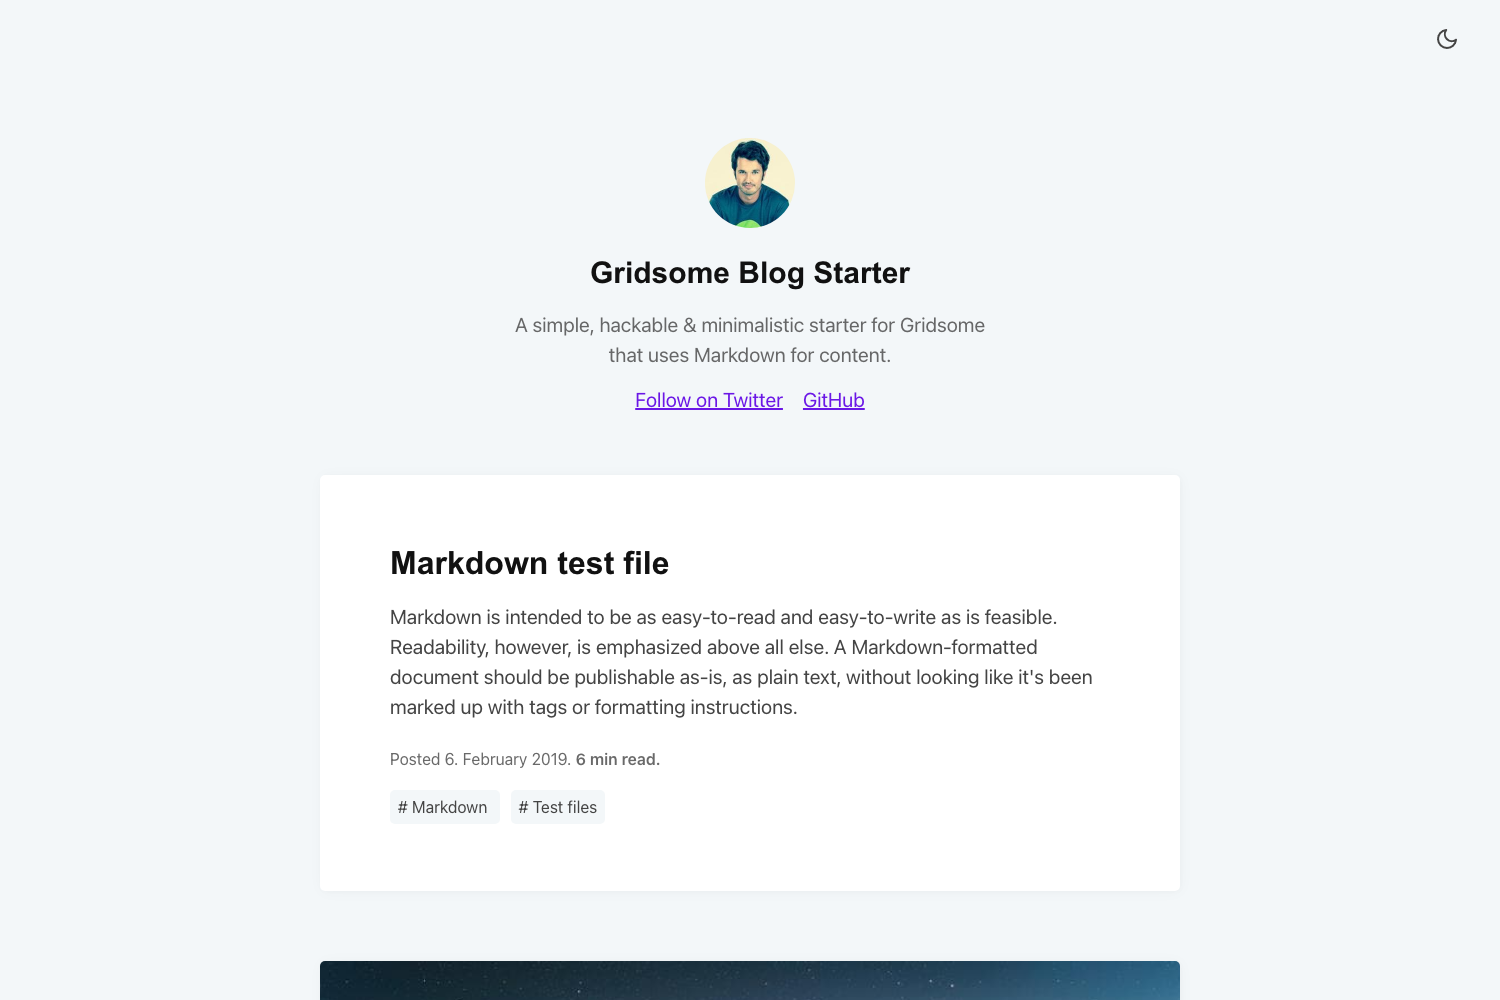 Gridsome Blog Starter
A simple, hackable & minimalistic starter for Gridsome
that uses Markdown for content.
Follow on Twitter GitHub
Markdown test file
Markdown is intended to be as easy-to-read and easy-to-write as is feasible.
Readability, however, is emphasized above all else. A Markdown-formatted
document should be publishable as-is, as plain text, without looking like it's been
marked up with tags or formatting instructions.
Posted 6. February 2019. 6 min read.
# Markdown # Test files